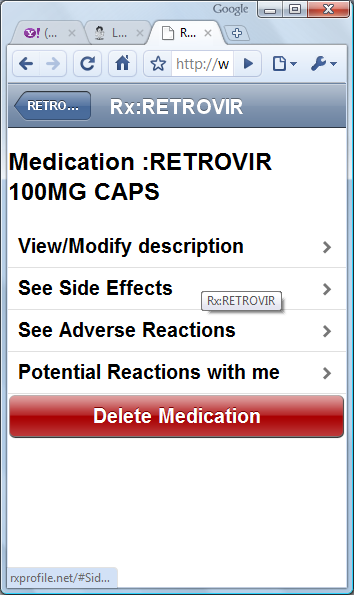 Google
Y! (... L... R...
http://w
RETRO... Rx:RETROVIR
Medication :RETROVIR
100MG CAPS
View/Modify description
See Side Effects
Rx:RETROVIR
See Adverse Reactions
Potential Reactions with me
Delete Medication
rxprofile.net/#Sid...